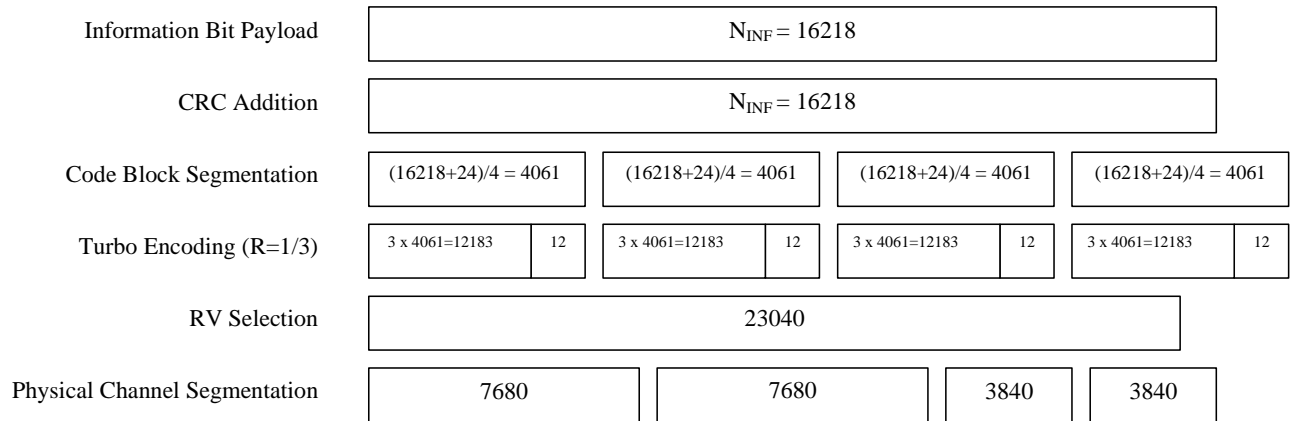 Information Bit Payload N_INF = 16218
CRC Addition N_INF = 16218
Code Block Segmentation (16218+24)/4 = 4061 (16218+24)/4 = 4061 (16218+24)/4 = 4061 (16218+24)/4 = 4061
Turbo Encoding (R=1/3) 3 x 4061=12183 12 3 x 4061=12183 12 3 x 4061=12183 12 3 x 4061=12183 12
RV Selection 23040
Physical Channel Segmentation 7680 7680 3840 3840